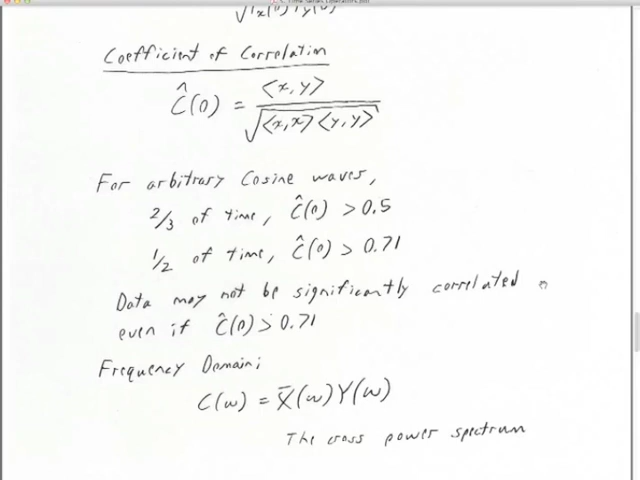 Coefficient of Correlation
Ĉ(0) = <x,y> / √<x,x><y,y>
For arbitrary Cosine waves,
2/3 of time, Ĉ(0) > 0.5
1/2 of time, Ĉ(0) > 0.71
Data may not be significantly correlated
even if Ĉ(0) > 0.71
Frequency Domain;
C(ω) = X̄(ω)Y(ω)
The cross power spectrum